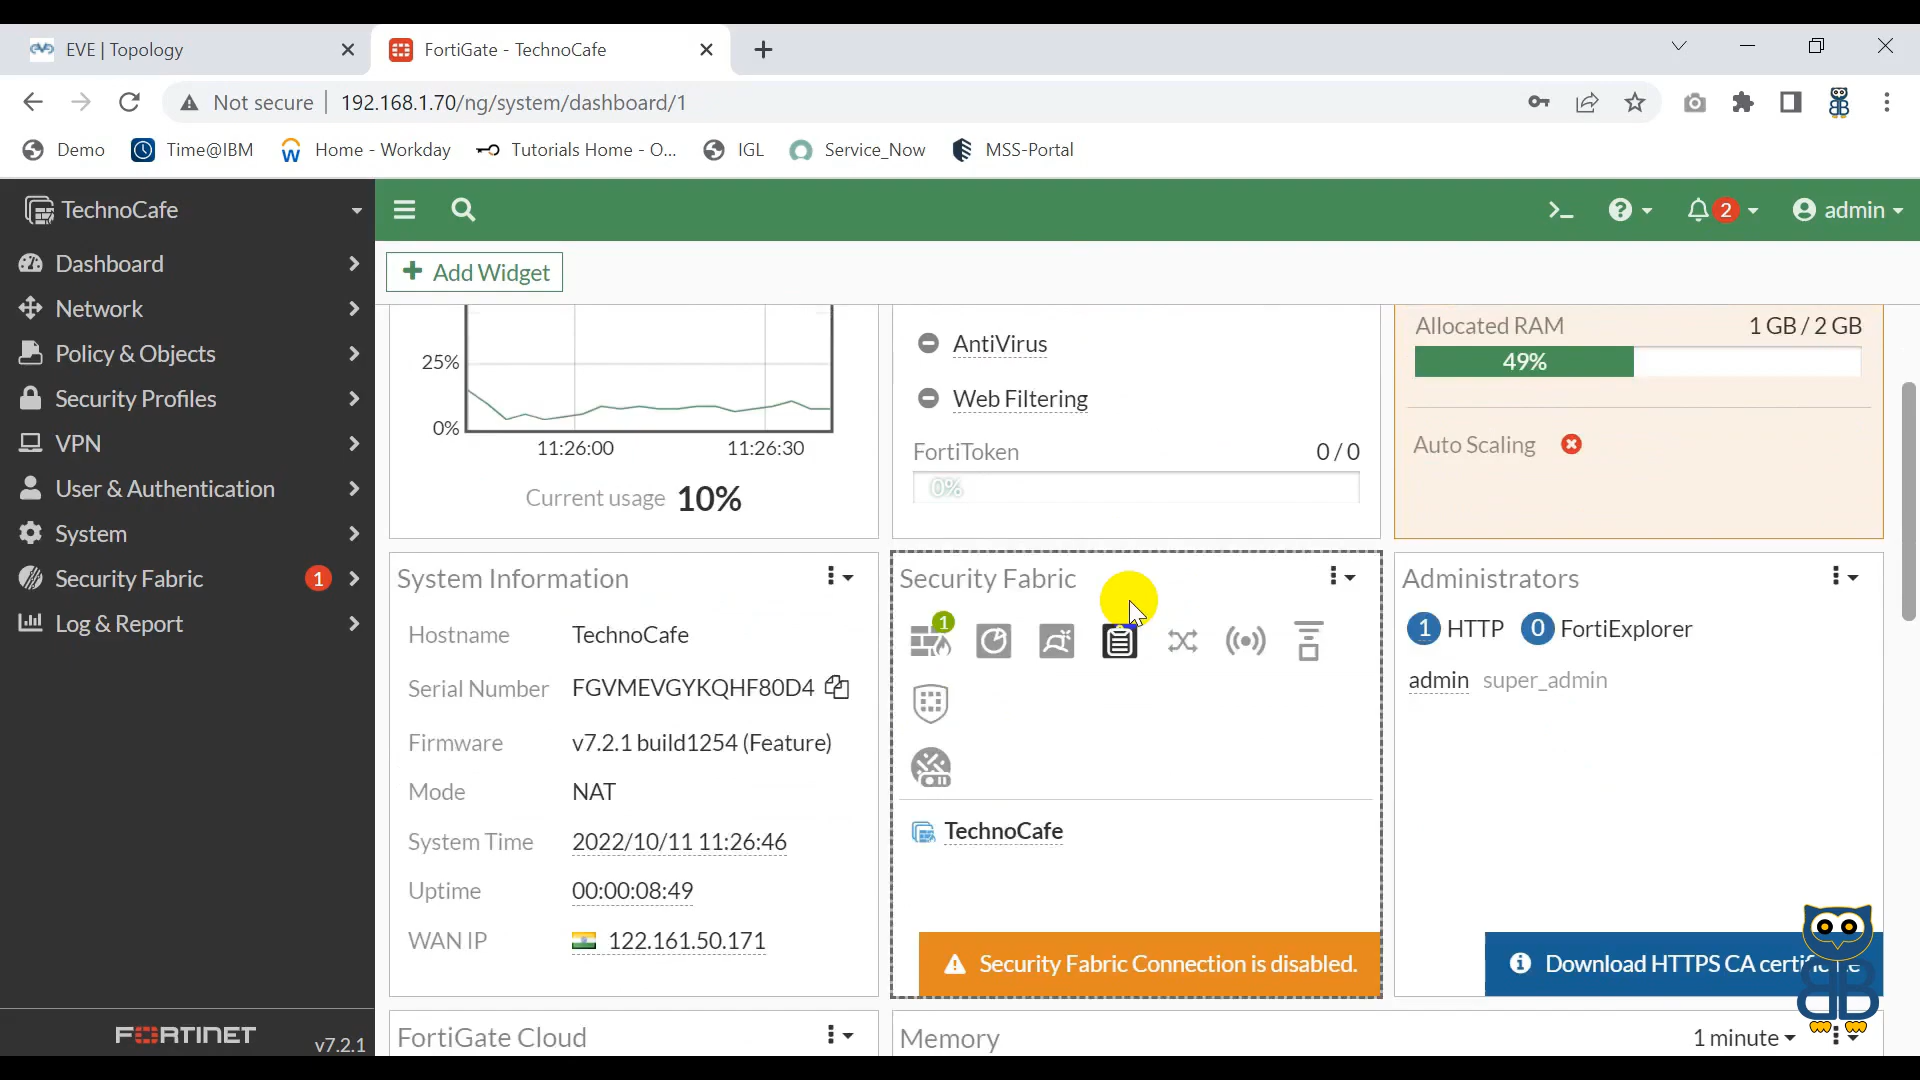 EVE | Topology
FortiGate - TechnoCafe
Not secure
192.168.1.70/ng/system/dashboard/1
Demo
Time@IBM
Home - Workday
Tutorials Home - O...
IGL
Service_Now
MSS-Portal
TechnoCafe
2
admin
Dashboard
Network
Policy & Objects
Security Profiles
VPN
User & Authentication
System
Security Fabric 1
Log & Report
FORTINET
v7.2.1
Add Widget
25%
0%
11:26:00
11:26:30
Current usage 10%
AntiVirus
Web Filtering
FortiToken 0 / 0
0%
Allocated RAM 1 GB / 2 GB
49%
Auto Scaling
System Information
Hostname TechnoCafe
Serial Number FGVMEVGYKQHF80D4
Firmware v7.2.1 build1254 (Feature)
Mode NAT
System Time 2022/10/11 11:26:46
Uptime 00:00:08:49
WAN IP 122.161.50.171
Security Fabric
1
TechnoCafe
Security Fabric Connection is disabled.
Administrators
1 HTTP 0 FortiExplorer
admin super_admin
Download HTTPS CA
FortiGate Cloud
Memory
1 minute